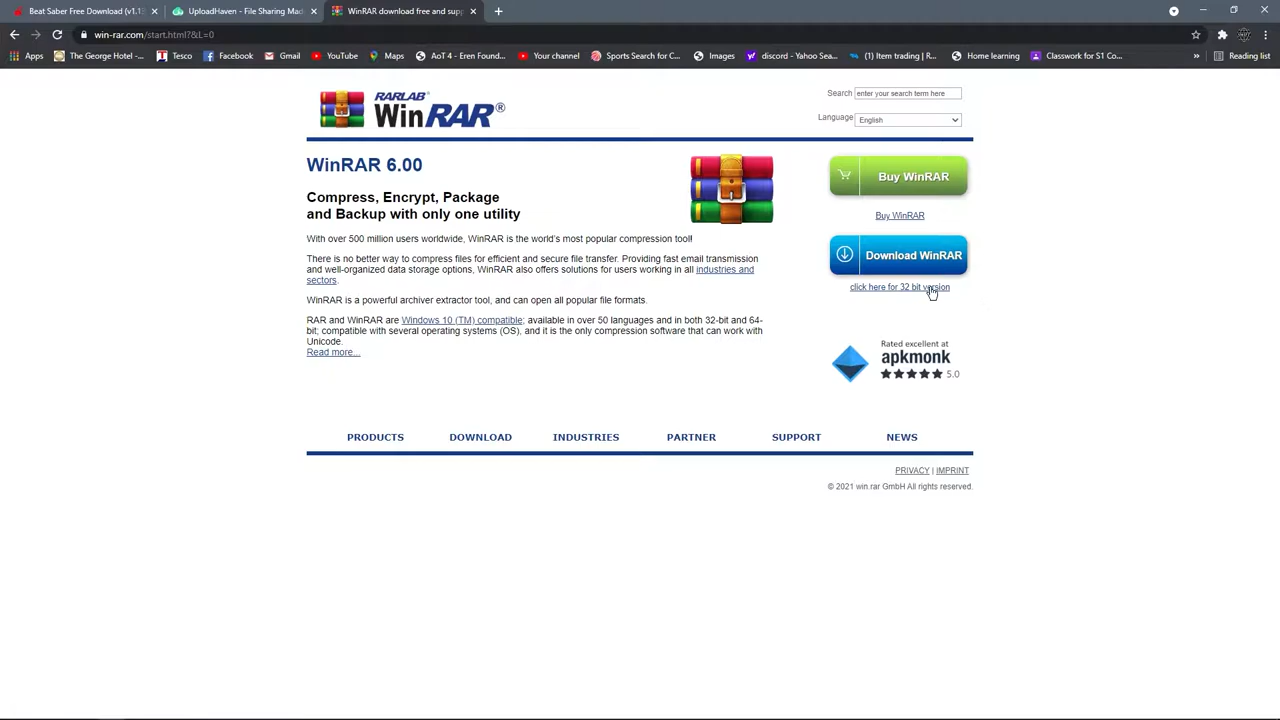 Beat Saber Free Download (v1.1
UploadHaven - File Sharing Mad
WinRAR download free and supp
win-rar.com/start.html?&L=0
Apps
The George Hotel -...
Tesco
Facebook
Gmail
YouTube
Maps
AoT 4 - Eren Found...
Your channel
Sports Search for C...
Images
discord - Yahoo Sea...
(1) Item trading | R...
Home learning
Classwork for S1 Co...
»
Reading list
RARLAB®
WinRAR®
Search enter your search term here
Language English
WinRAR 6.00
Compress, Encrypt, Package
and Backup with only one utility
With over 500 million users worldwide, WinRAR is the world's most popular compression tool!
There is no better way to compress files for efficient and secure file transfer. Providing fast email transmission
and well-organized data storage options, WinRAR also offers solutions for users working in all industries and
sectors.
WinRAR is a powerful archiver extractor tool, and can open all popular file formats.
RAR and WinRAR are Windows 10 (TM) compatible; available in over 50 languages and in both 32-bit and 64-
bit; compatible with several operating systems (OS), and it is the only compression software that can work with
Unicode.
Read more...
Buy WinRAR
Buy WinRAR
Download WinRAR
click here for 32 bit version
Rated excellent at
apkmonk
5.0
PRODUCTS
DOWNLOAD
INDUSTRIES
PARTNER
SUPPORT
NEWS
PRIVACY | IMPRINT
© 2021 win.rar GmbH All rights reserved.